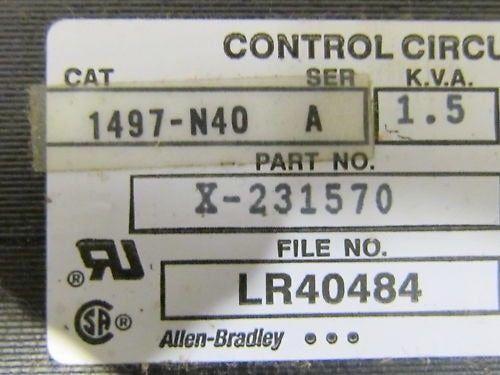 CONTROL CIRCU
CAT SER K.V.A.
1497-N40 A 1.5
PART NO.
X-231570
FILE NO.
LR40484
Allen-Bradley